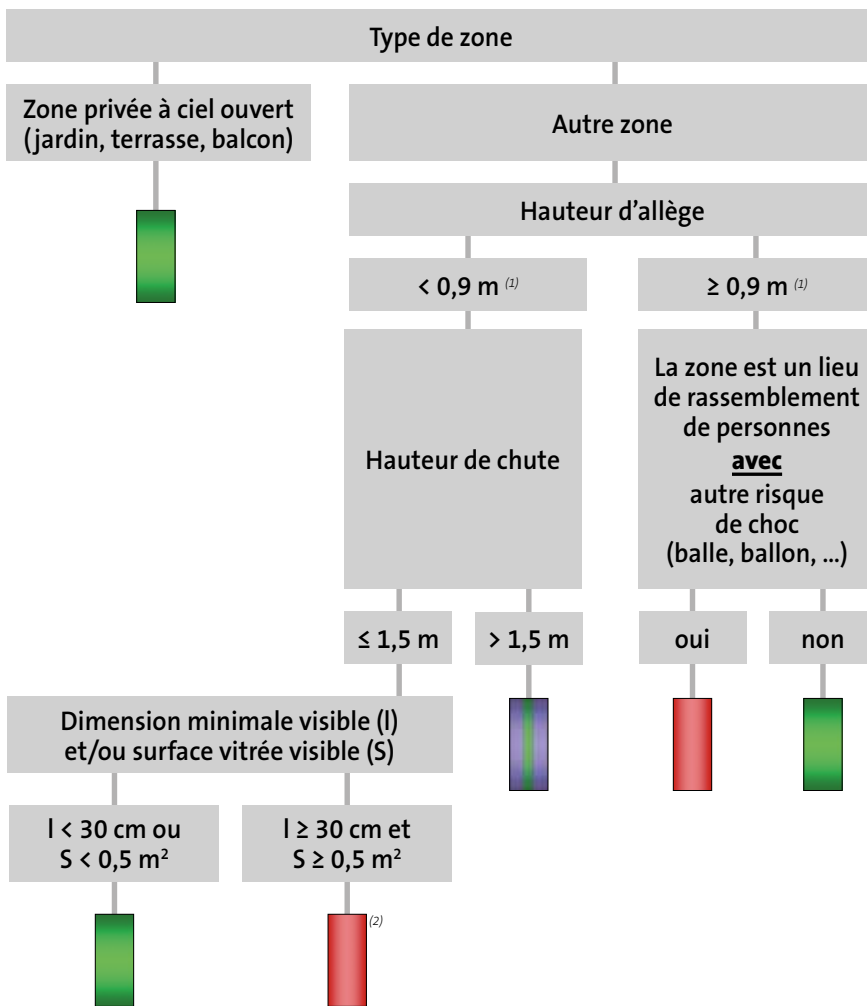 Type de zone
Zone privée à ciel ouvert
(jardin, terrasse, balcon)
Autre zone
Hauteur d’allège
< 0,9 m (1)
≥ 0,9 m (1)
Hauteur de chute
La zone est un lieu
de rassemblement
de personnes
avec
autre risque
de choc
(balle, ballon, ...)
≤ 1,5 m
> 1,5 m
oui
non
Dimension minimale visible (l)
et/ou surface vitrée visible (S)
l < 30 cm ou
S < 0,5 m²
l ≥ 30 cm et
S ≥ 0,5 m²
(2)